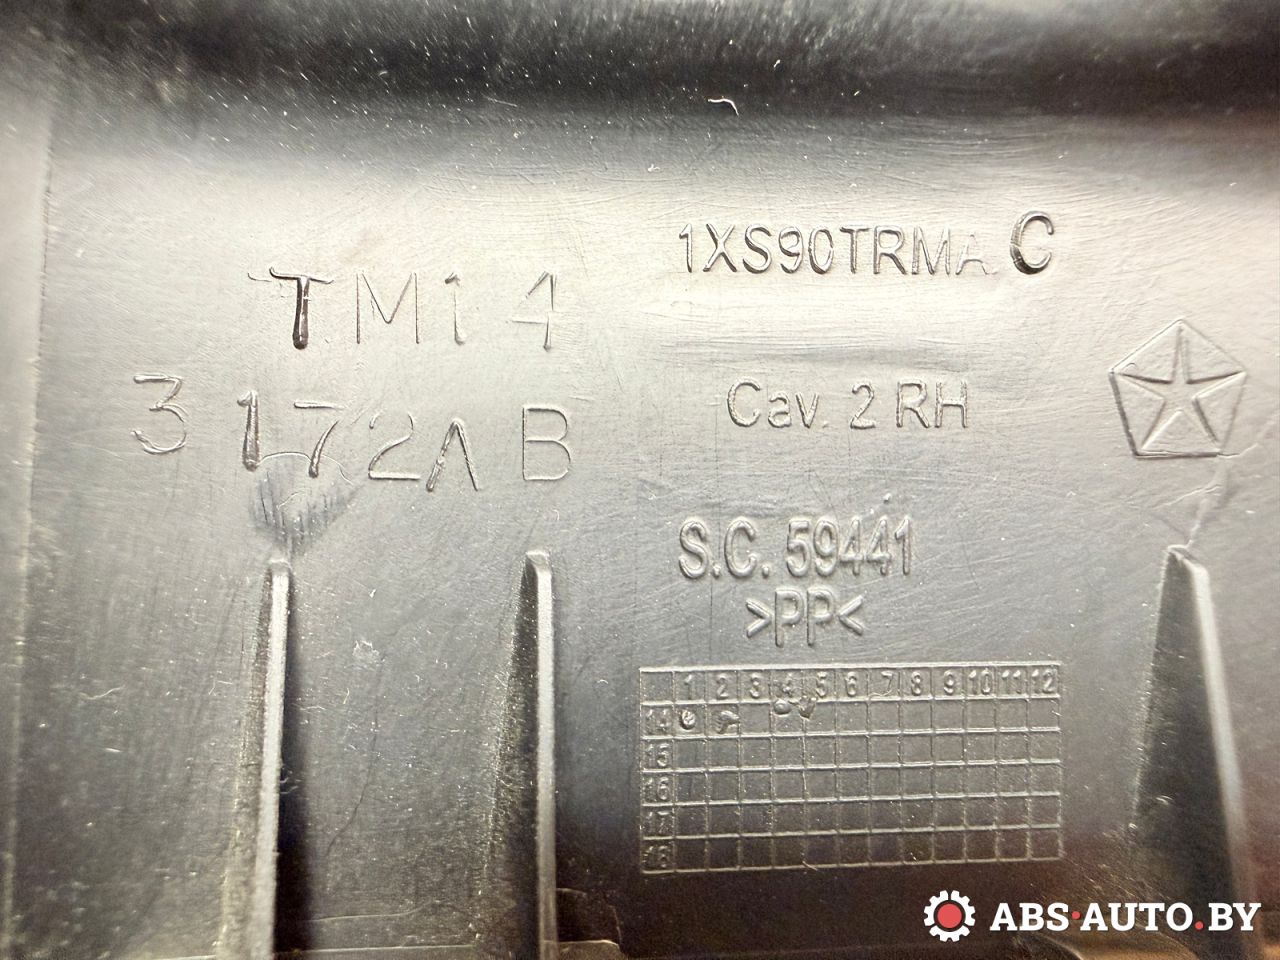 1XS90TRMA C
TM14
3172A B
Cav. 2 RH
S.C. 59441
>PP<
1 2 3 4 5 6 7 8 9 10 11 12
14
15
16
17
18
ABS·AUTO.BY